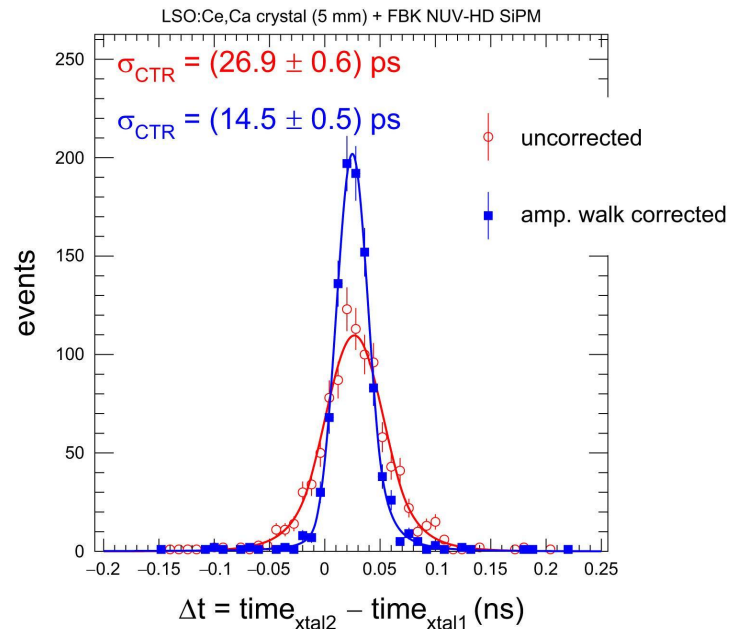 LSO:Ce,Ca crystal (5 mm) + FBK NUV-HD SiPM
σCTR = (26.9 ± 0.6) ps
σCTR = (14.5 ± 0.5) ps
uncorrected
amp. walk corrected
events
250
200
150
100
50
0
−0.2 −0.15 −0.1 −0.05 0 0.05 0.1 0.15 0.2 0.25
Δt = timextal2 − timextal1 (ns)